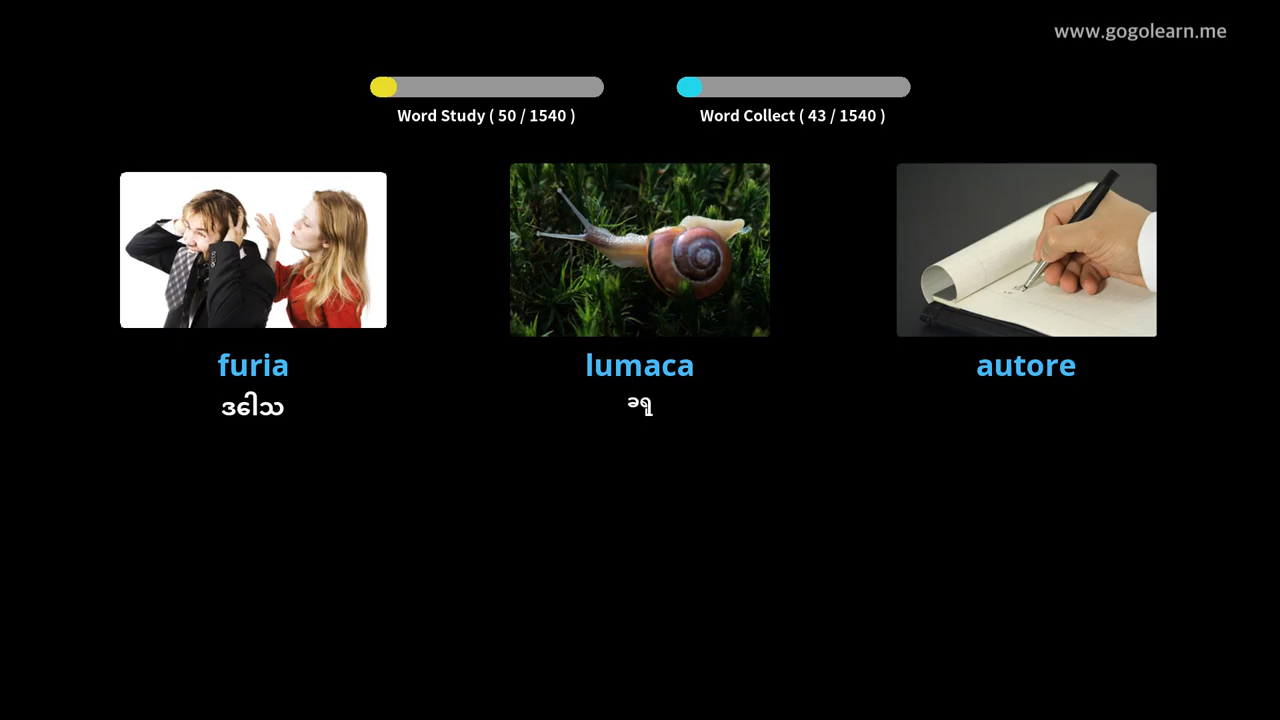 www.gogolearn.me
Word Study ( 50 / 1540 )
Word Collect ( 43 / 1540 )
furia
ဒေါသ
lumaca
ခရု
autore